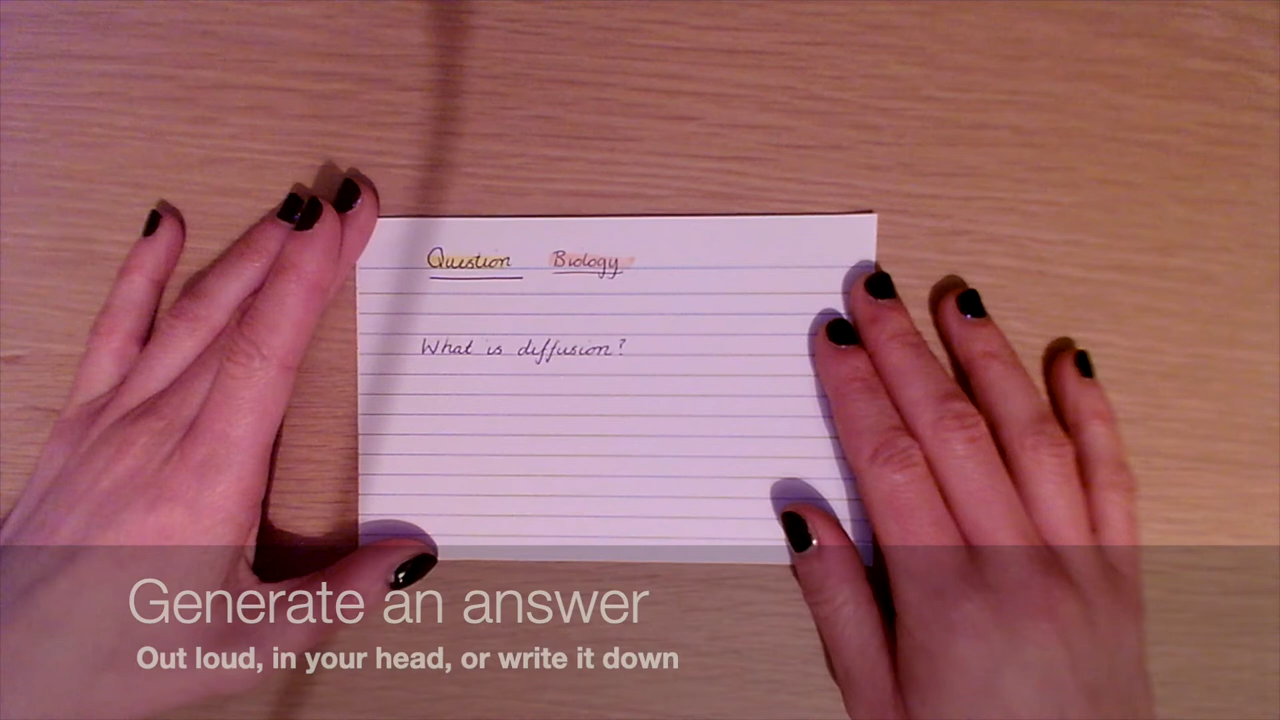 Question Biology
What is diffusion?
Generate an answer
Out loud, in your head, or write it down